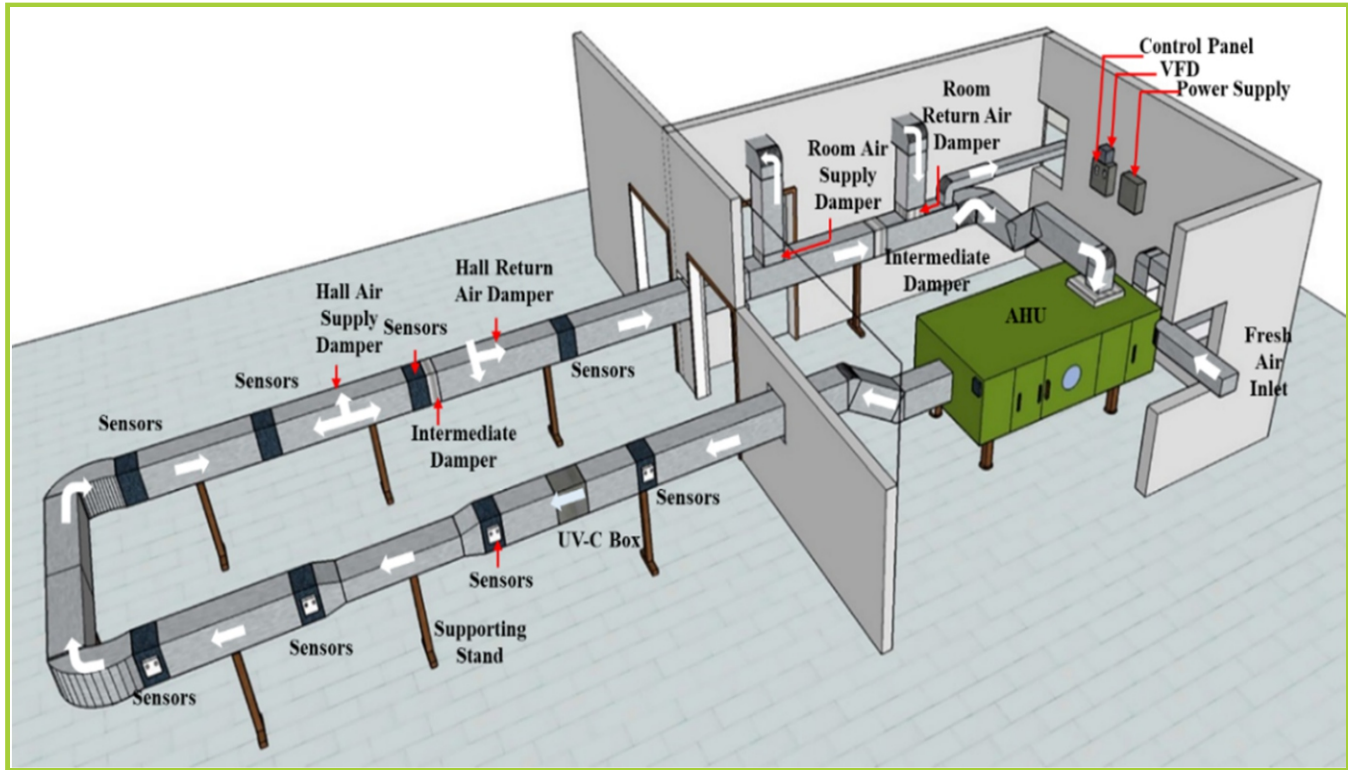 Control Panel
VFD
Power Supply
Room
Return Air
Damper
Room Air
Supply
Damper
Intermediate
Damper
AHU
Fresh
Air
Inlet
Hall Return
Air Damper
Hall Air
Supply
Damper
Sensors
Sensors
Sensors
Sensors
Intermediate
Damper
Sensors
UV-C Box
Sensors
Supporting
Stand
Sensors
Sensors